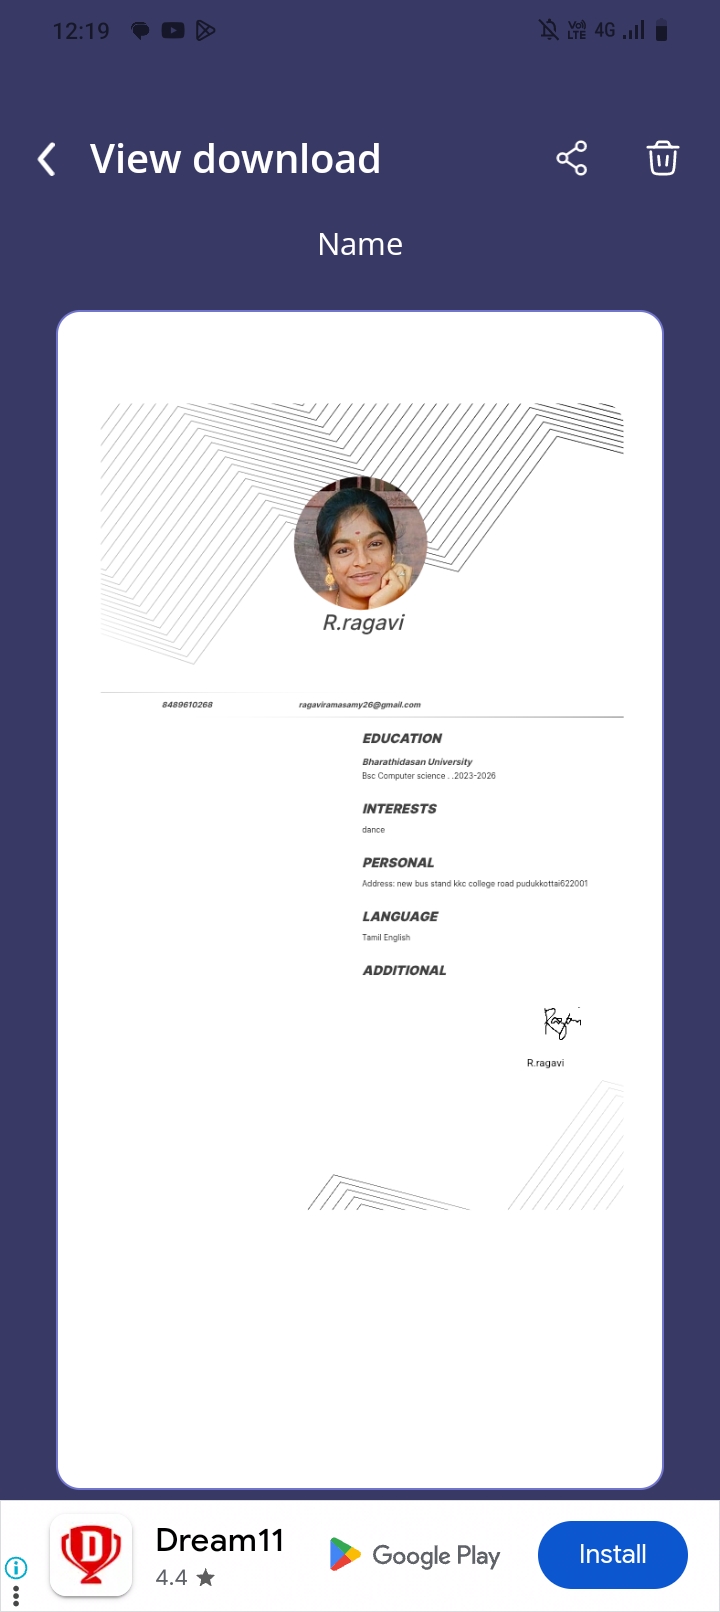 12:19
Vo)) LTE 4G
View download
Name
R.ragavi
8489610268 ragaviramasamy26@gmail.com
EDUCATION
Bharathidasan University
Bsc Computer science . .2023-2026
INTERESTS
dance
PERSONAL
Address: new bus stand kkc college road pudukkottai622001
LANGUAGE
Tamil English
ADDITIONAL
Ragavi
R.ragavi
D
Dream11
4.4 ★
Google Play
Install